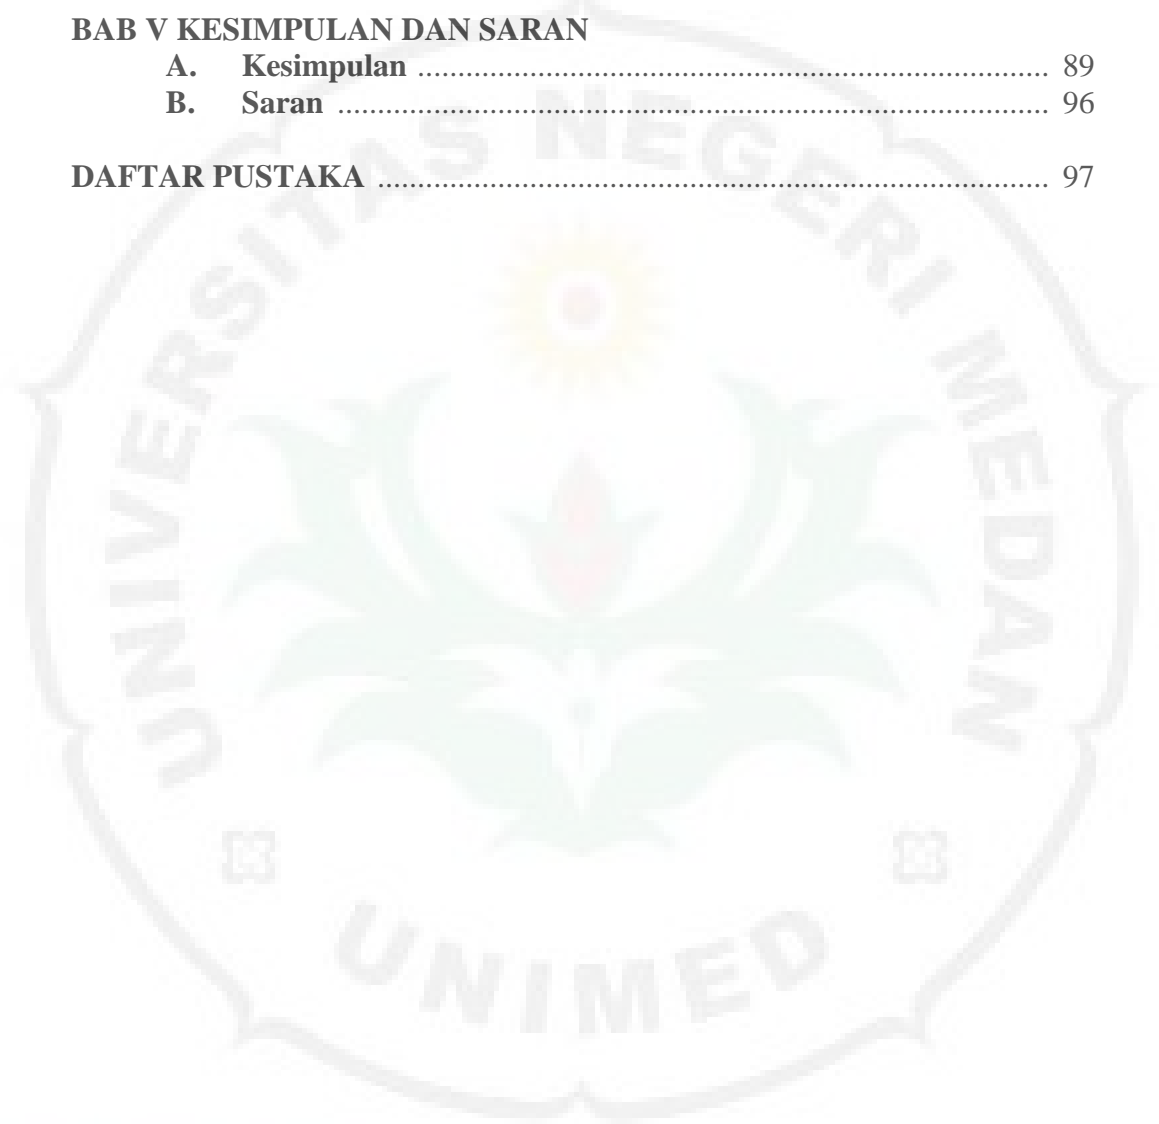 BAB V KESIMPULAN DAN SARAN
A. Kesimpulan .............................................................................. 89
B. Saran ........................................................................................ 96
DAFTAR PUSTAKA ................................................................................... 97
UNIVERSITAS NEGERI MEDAN
UNIMED